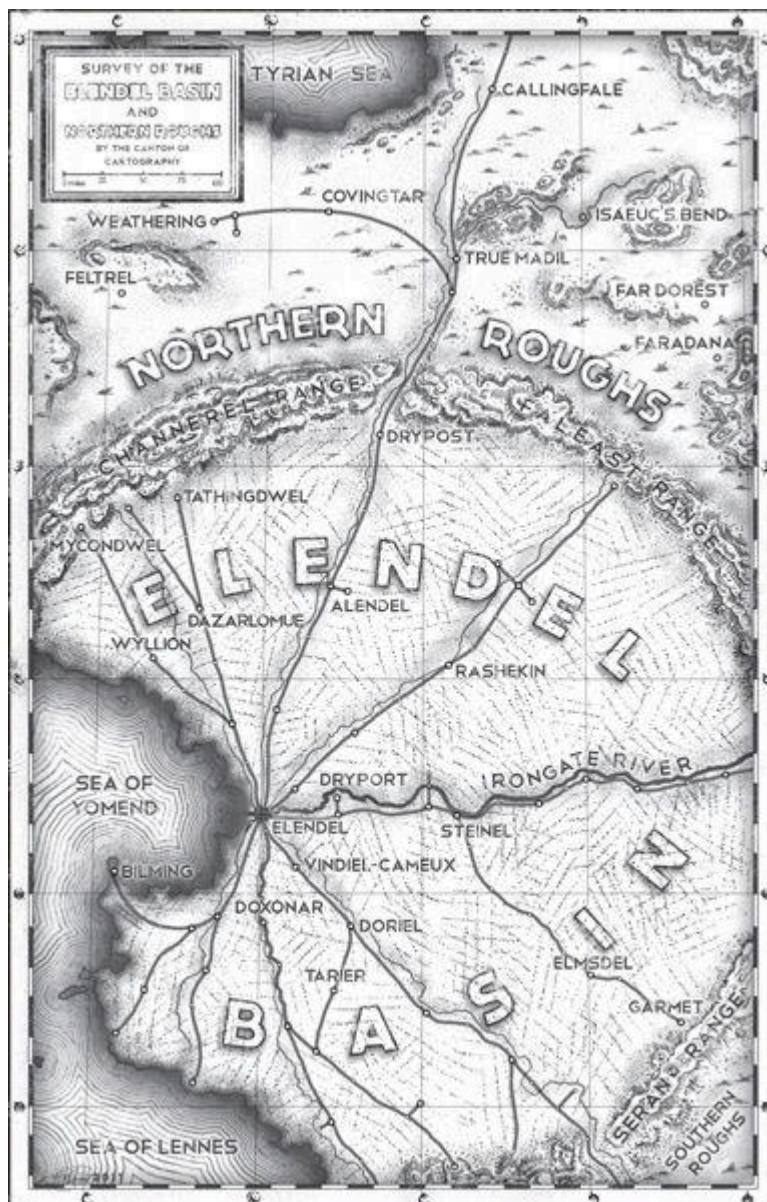 SURVEY OF THE
ELENDEL BASIN
AND
NORTHERN ROUGHS
BY THE CANTON OF
CARTOGRAPHY
TYRIAN SEA
CALLINGFALE
COVINGTAR
WEATHERING
ISAEUC'S BEND
TRUE MADIL
FELTREL
FAR DOREST
NORTHERN
ROUGHS
FARADANA
CHANNEREL RANGE
DRYPOST
FALEAST RANGE
TATHINGDWEL
MYCONDWEL
ELENDEL
ALENDEL
DAZARLOMUE
WYLLION
RASHEKIN
SEA OF
YOMEND
DRYPORT
IRONGATE RIVER
ELENDEL
STEINEL
BILMING
VINDIEL-CAMEUX
DOXONAR
DORIEL
ELMSDEL
TARIER
GARMET
BASIN
SERAN RANGE
SOUTHERN
ROUGHS
SEA OF LENNES